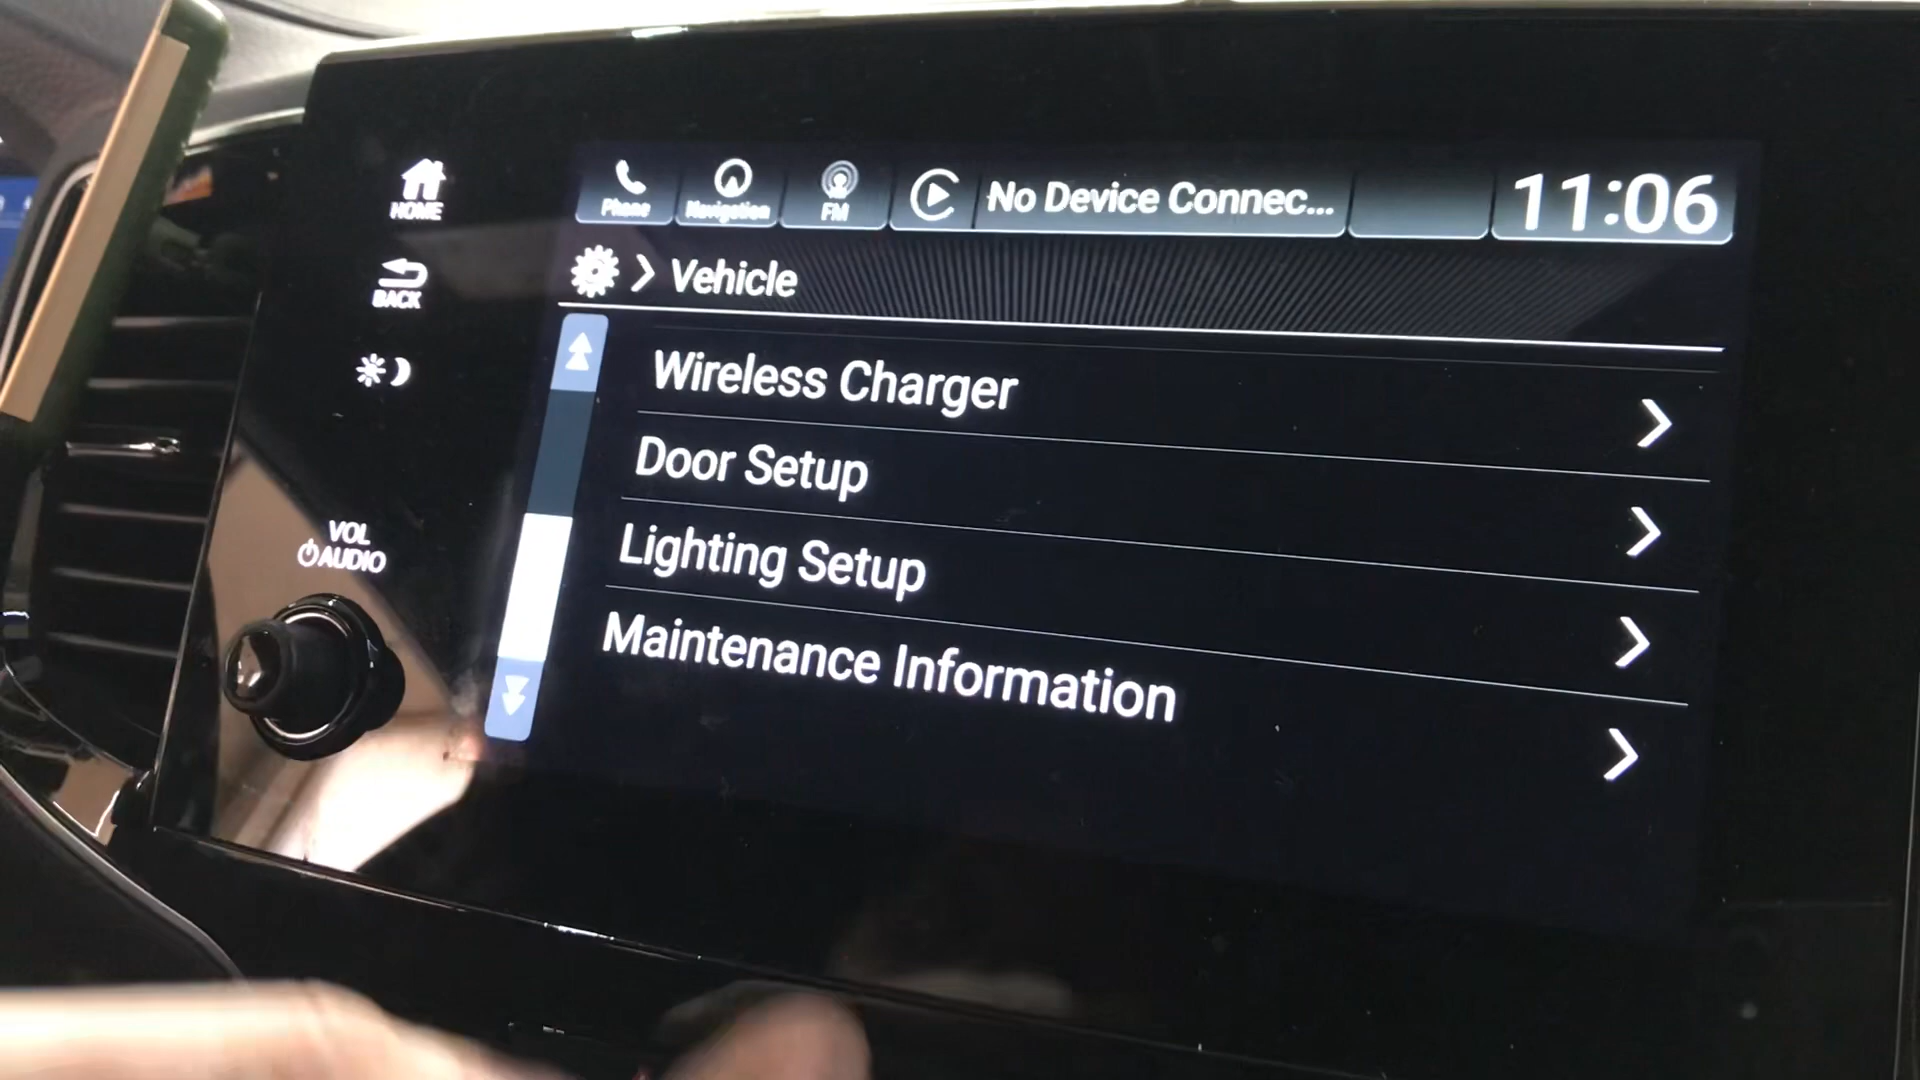 HOME
Phone
Navigation
FM
No Device Connec...
11:06
BACK
Vehicle
Wireless Charger
Door Setup
Lighting Setup
Maintenance Information
VOL
AUDIO